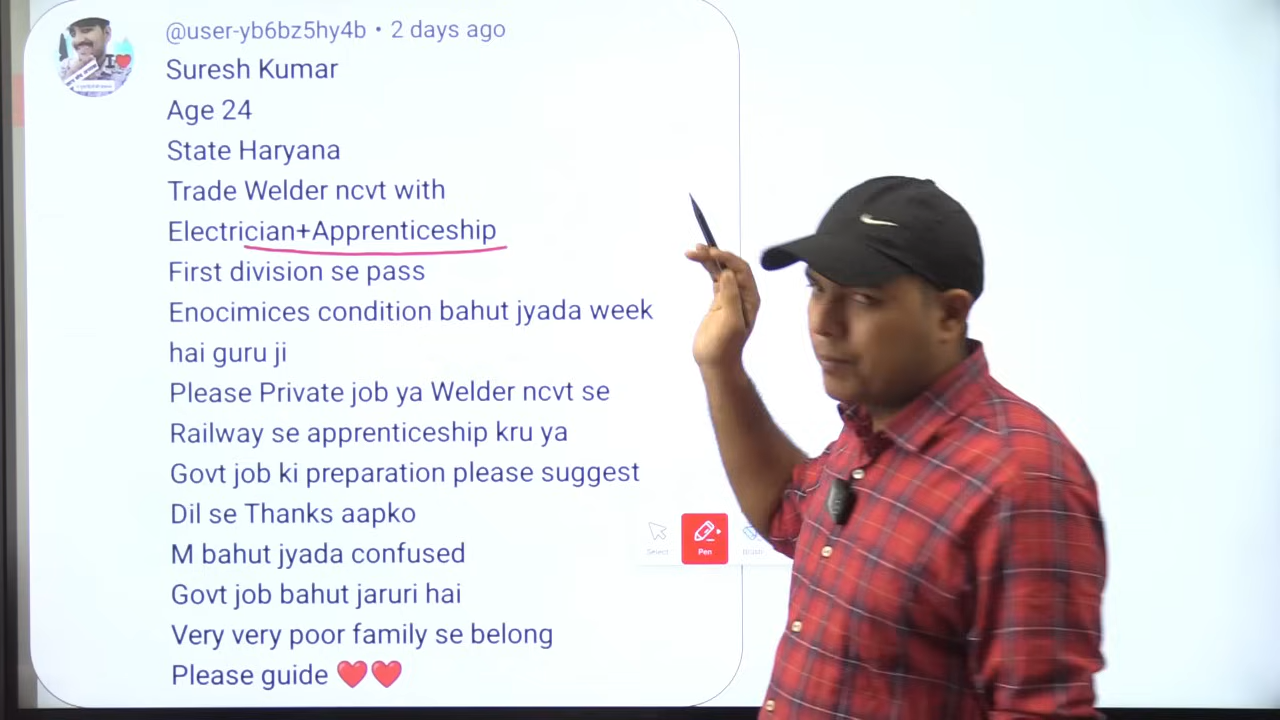 @user-yb6bz5hy4b • 2 days ago
Suresh Kumar
Age 24
State Haryana
Trade Welder ncvt with
Electrician+Apprenticeship
First division se pass
Enocimices condition bahut jyada week
hai guru ji
Please Private job ya Welder ncvt se
Railway se apprenticeship kru ya
Govt job ki preparation please suggest
Dil se Thanks aapko
M bahut jyada confused
Govt job bahut jaruri hai
Very very poor family se belong
Please guide ❤️❤️
Select
Pen